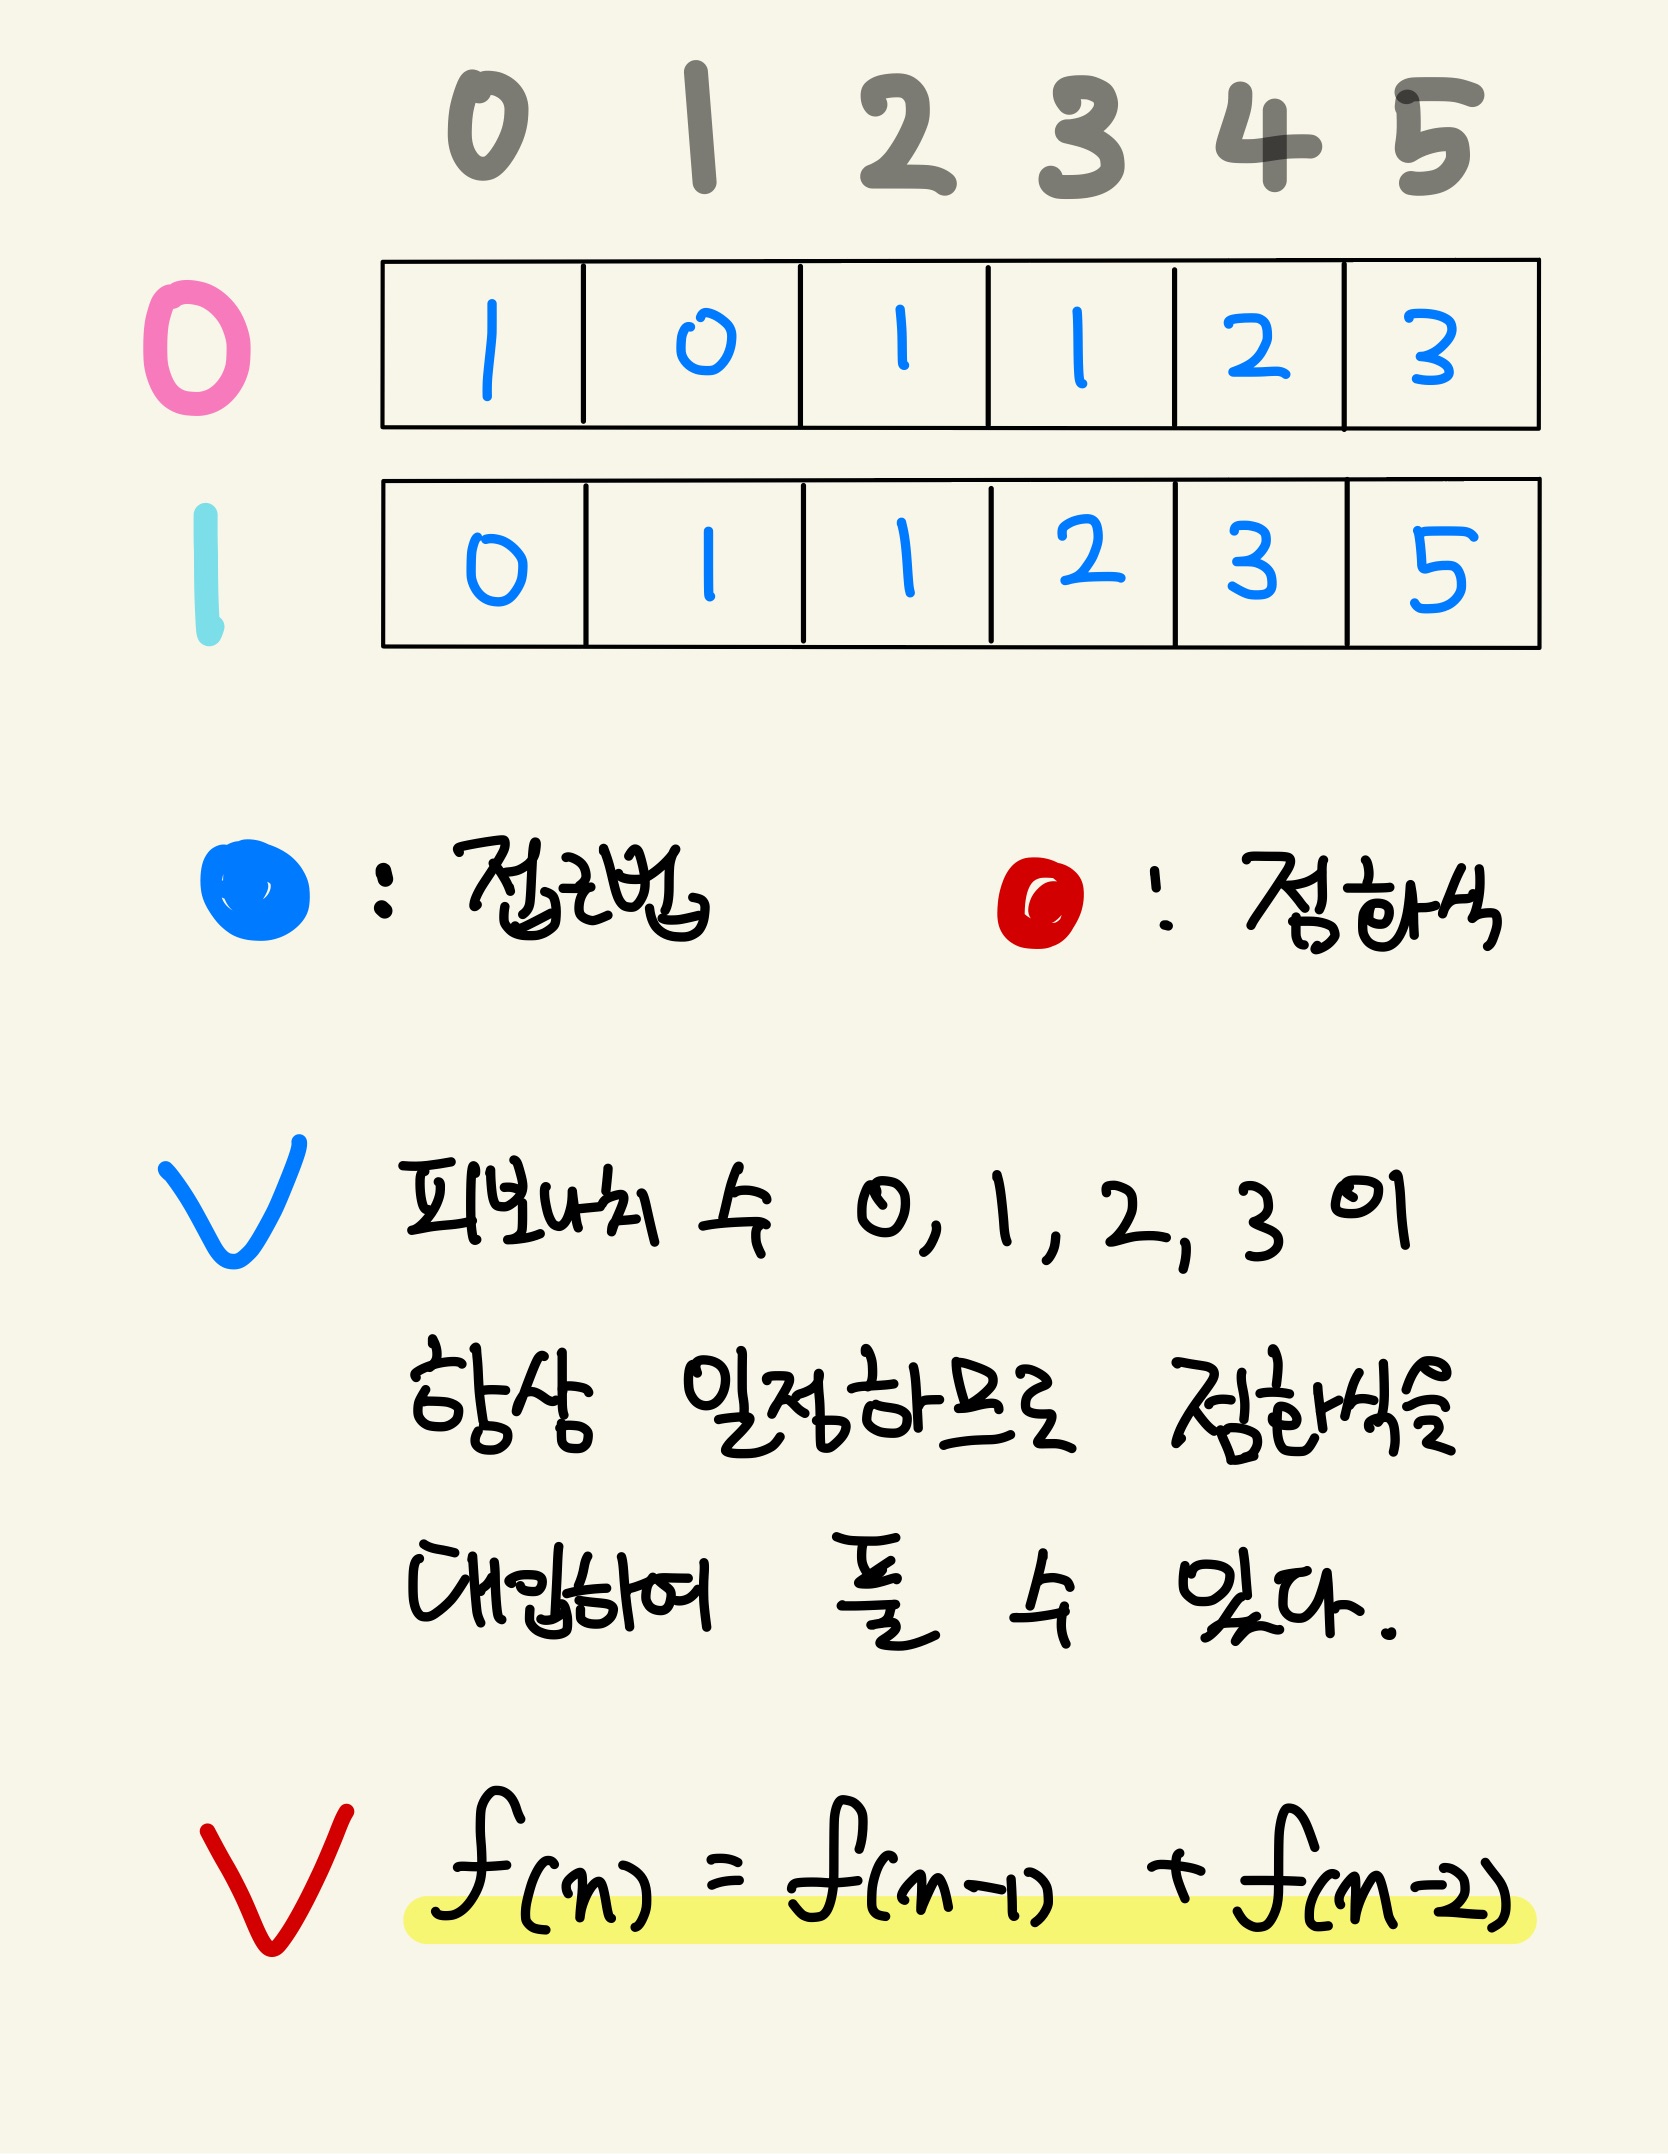 0 1 2 3 4 5
0 1 0 1 1 2 3
1 0 1 1 2 3 5
: 접근법 : 점화식
피보나치 수 0, 1, 2, 3 이
항상 일정하므로 점화식을
대입하여 풀 수 있다.
f(n) = f(n-1) + f(n-2)